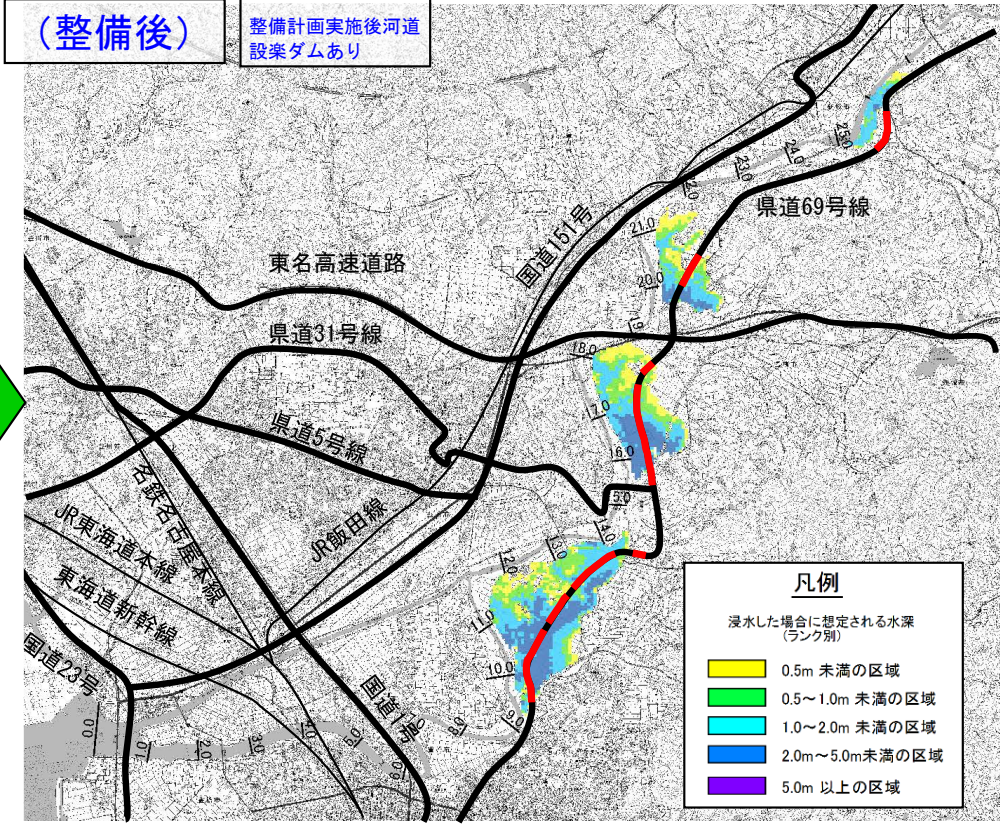 (整備後)
整備計画実施後河道
設楽ダムあり
県道69号線
国道151号
東名高速道路
県道31号線
県道5号線
名鉄名古屋本線
JR飯田線
JR東海道本線
東海道新幹線
国道23号
国道1号
25.0
24.0
23.0
21.0
20.0
19
18.0
17.0
16.0
14.0
13.0
12.0
11.0
10.0
9.0
8.0
5.0
4.0
3.0
2.0
1.0
0.0
凡例
浸水した場合に想定される水深
(ランク別)
0.5m 未満の区域
0.5～1.0m 未満の区域
1.0～2.0m 未満の区域
2.0m～5.0m未満の区域
5.0m 以上の区域